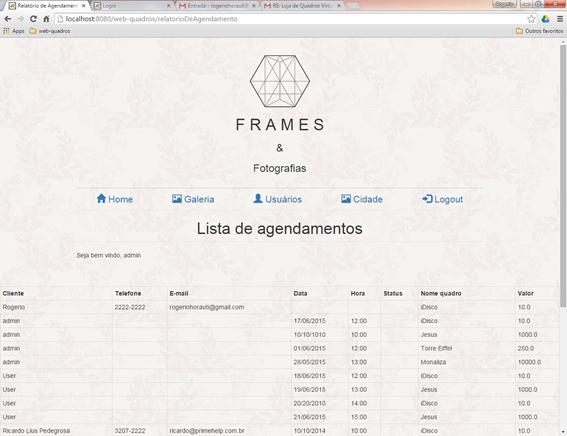 Relatório de Agendament
Login
Entrada - rogeriohorauti@
RE: Loja de Quadros Virtu
localhost:8080/web-quadros/relatorioDeAgendamento
Apps web-quadros Outros favoritos
FRAMES
&
Fotografias
Home Galeria Usuários Cidade Logout
Lista de agendamentos
Seja bem vindo, admin
Cliente Telefone E-mail Data Hora Status Nome quadro Valor
Rogerio 2222-2222 rogeriohorauti@gmail.com iDisco 10.0
admin 17/06/2015 12:00 iDisco 10.0
admin 10/10/1010 10:00 Jesus 1000.0
admin 01/06/2015 12:00 Torre Eiffel 250.0
admin 28/05/2015 13:00 Monaliza 10000.0
User 18/06/2015 12:00 iDisco 10.0
User 19/06/2015 13:00 Jesus 1000.0
User 20/20/2010 14:00 iDisco 10.0
User 21/06/2015 15:00 Jesus 1000.0
Ricardo Lius Pedegrosa 3207-2222 ricardo@primehelp.com.br 10/10/2014 10:00 iDisco 10.0